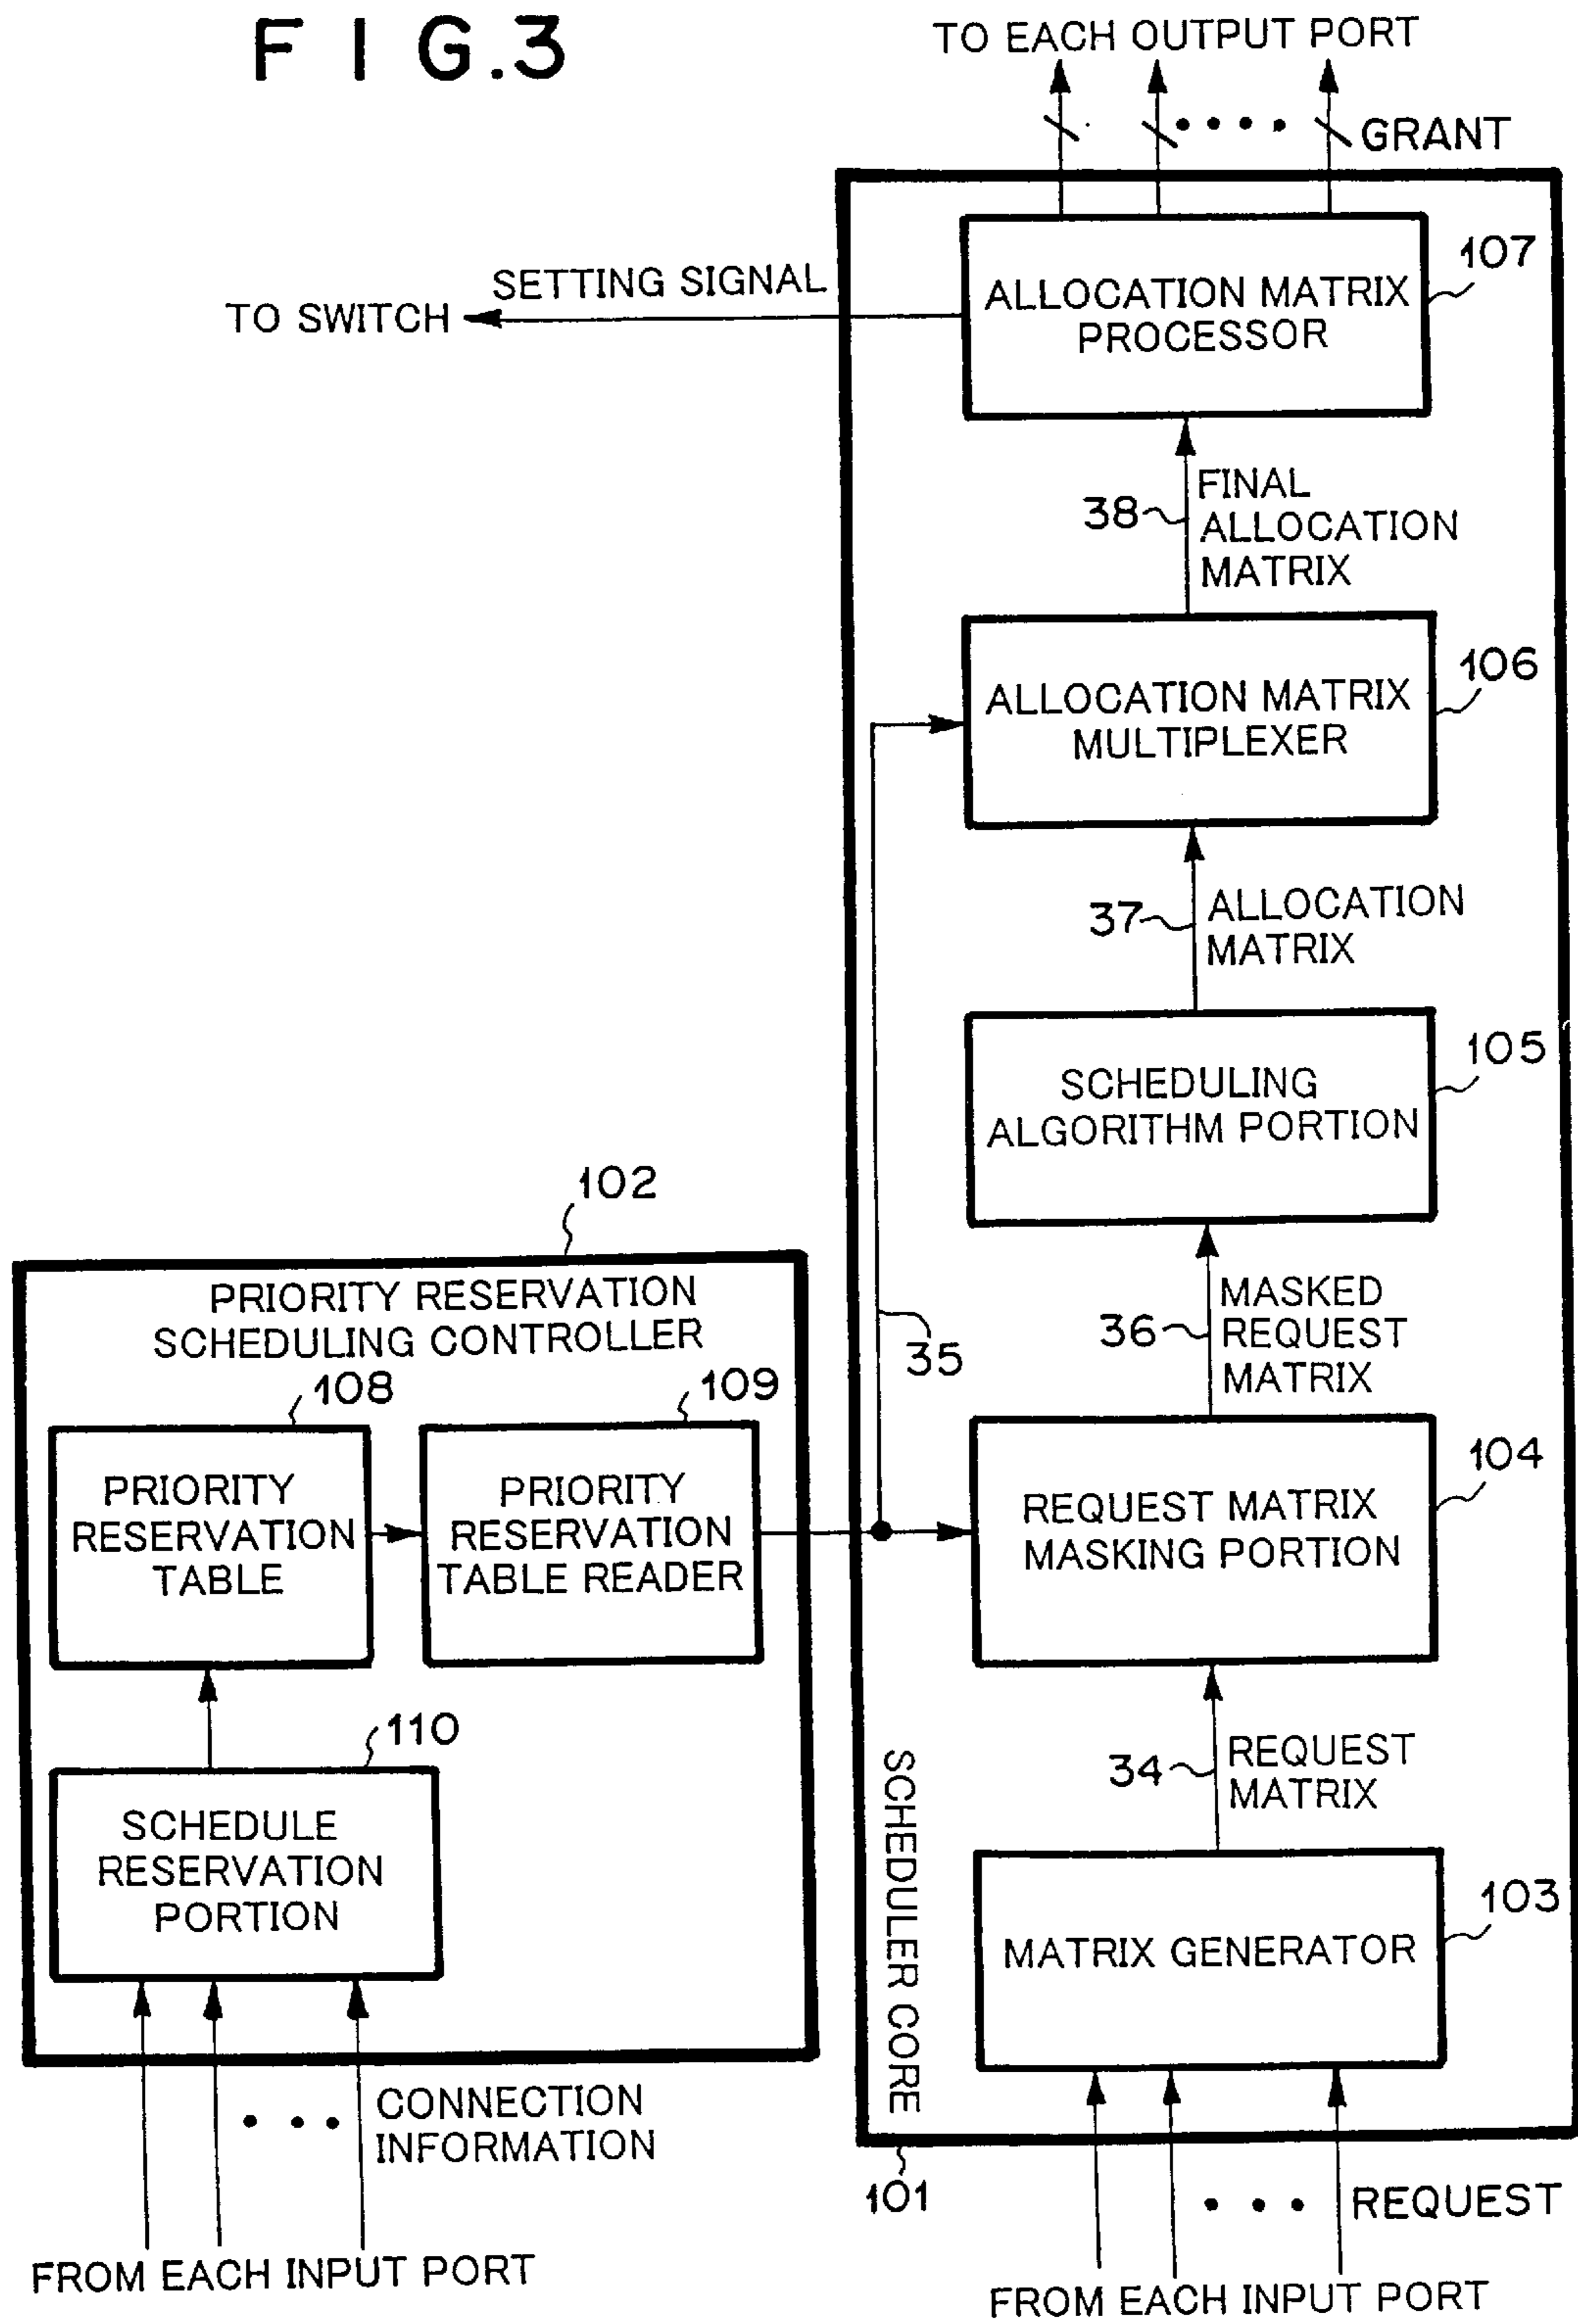 FIG.3
TO EACH OUTPUT PORT
GRANT
107
SETTING SIGNAL
TO SWITCH
ALLOCATION MATRIX
PROCESSOR
38
FINAL
ALLOCATION
MATRIX
106
ALLOCATION MATRIX
MULTIPLEXER
37
ALLOCATION
MATRIX
105
SCHEDULING
ALGORITHM PORTION
102
PRIORITY RESERVATION
SCHEDULING CONTROLLER
35
36
MASKED
REQUEST
MATRIX
108
109
104
PRIORITY
RESERVATION
TABLE
PRIORITY
RESERVATION
TABLE READER
REQUEST MATRIX
MASKING PORTION
110
34
REQUEST
MATRIX
SCHEDULE
RESERVATION
PORTION
SCHEDULER CORE
103
MATRIX GENERATOR
CONNECTION
INFORMATION
101
REQUEST
FROM EACH INPUT PORT
FROM EACH INPUT PORT